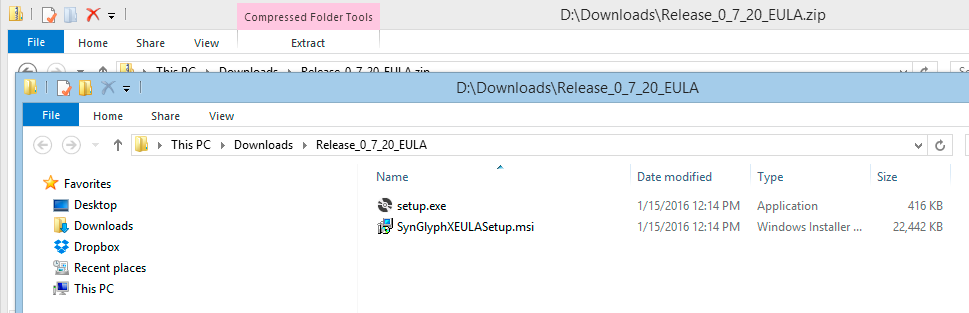 Compressed Folder Tools
D:\Downloads\Release_0_7_20_EULA.zip
File Home Share View Extract
This PC Downloads Release_0_7_20_EULA.zip
D:\Downloads\Release_0_7_20_EULA
File Home Share View
This PC Downloads Release_0_7_20_EULA
Name Date modified Type Size
Favorites
setup.exe 1/15/2016 12:14 PM Application 416 KB
Desktop
SynGlyphXEULASetup.msi 1/15/2016 12:14 PM Windows Installer ... 22,442 KB
Downloads
Dropbox
Recent places
This PC